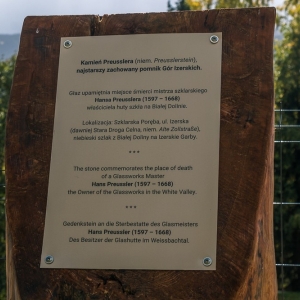 Kamień Preusslera (niem. Preusslerstein),
najstarszy zachowany pomnik Gór Izerskich.
Głaz upamiętnia miejsce śmierci mistrza szklarskiego
Hansa Preusslera (1597 – 1668)
właściciela huty szkła na Białej Dolinie.
Lokalizacja: Szklarska Poręba, ul. Izerska
(dawniej Stara Droga Celna, niem. Alte Zollstraße),
niebieski szlak z Białej Doliny na Izerskie Garby.
***
The stone commemorates the place of death
of a Glassworks Master
Hans Preussler (1597 – 1668)
the Owner of the Glassworks in the White Valley.
***
Gedenkstein an die Sterbestätte des Glasmeisters
Hans Preussler (1597 – 1668)
Des Besitzer der Glashütte im Weissbachtal.